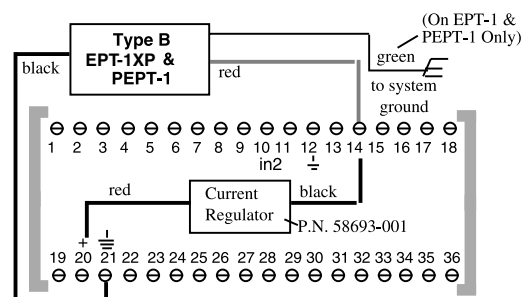 (On EPT-1 &
PEPT-1 Only)
Type B
EPT-1XP &
PEPT-1
black
red
green
to system
ground
1 2 3 4 5 6 7 8 9 10 11 12 13 14 15 16 17 18
in2
red
Current
Regulator
black
P.N. 58693-001
+
19 20 21 22 23 24 25 26 27 28 29 30 31 32 33 34 35 36